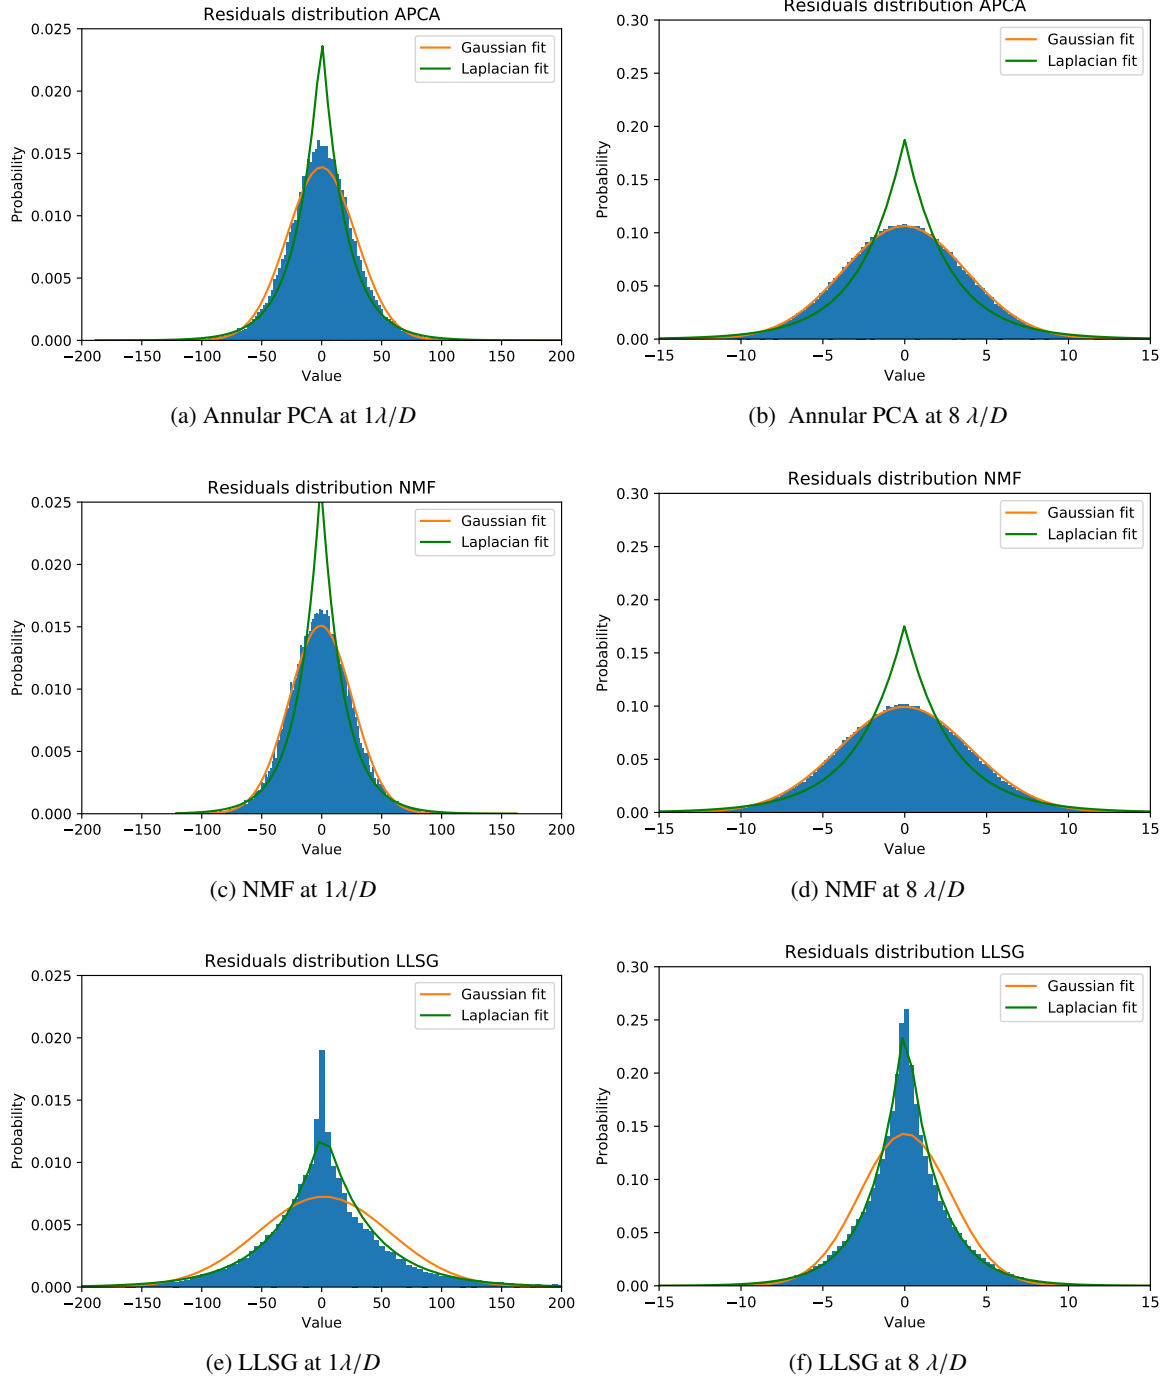 Residuals distribution APCA
0.025
0.020
0.015
0.010
0.005
0.000
Probability
Gaussian fit
Laplacian fit
−200 −150 −100 −50 0 50 100 150 200
Value
(a) Annular PCA at 1λ/D
Residuals distribution APCA
0.30
0.25
0.20
0.15
0.10
0.05
0.00
Probability
Gaussian fit
Laplacian fit
−15 −10 −5 0 5 10 15
Value
(b) Annular PCA at 8 λ/D
Residuals distribution NMF
0.025
0.020
0.015
0.010
0.005
0.000
Probability
Gaussian fit
Laplacian fit
−200 −150 −100 −50 0 50 100 150 200
Value
(c) NMF at 1λ/D
Residuals distribution NMF
0.30
0.25
0.20
0.15
0.10
0.05
0.00
Probability
Gaussian fit
Laplacian fit
−15 −10 −5 0 5 10 15
Value
(d) NMF at 8 λ/D
Residuals distribution LLSG
0.025
0.020
0.015
0.010
0.005
0.000
Probability
Gaussian fit
Laplacian fit
−200 −150 −100 −50 0 50 100 150 200
Value
(e) LLSG at 1λ/D
Residuals distribution LLSG
0.30
0.25
0.20
0.15
0.10
0.05
0.00
Probability
Gaussian fit
Laplacian fit
−15 −10 −5 0 5 10 15
Value
(f) LLSG at 8 λ/D